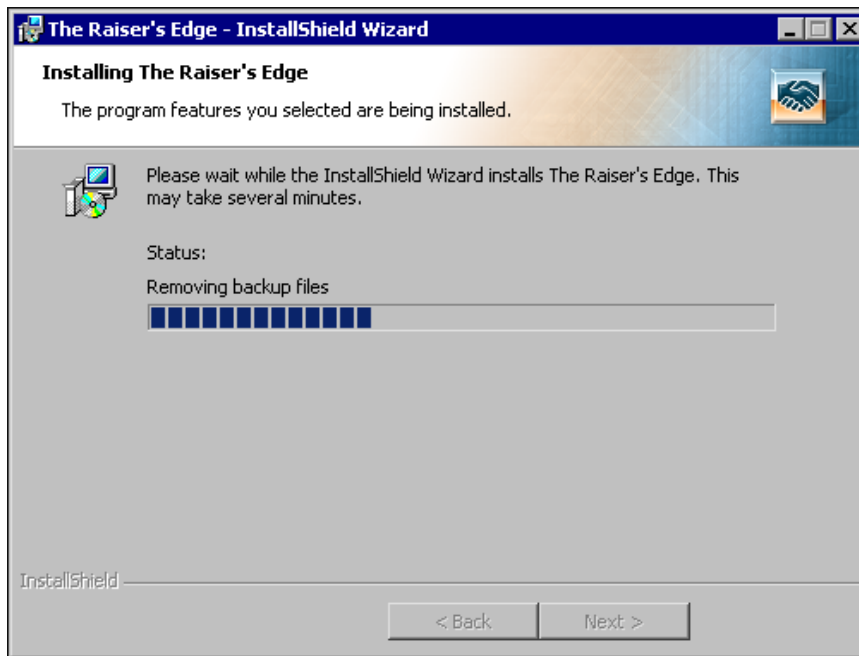 The Raiser's Edge - InstallShield Wizard
Installing The Raiser's Edge
The program features you selected are being installed.
Please wait while the InstallShield Wizard installs The Raiser's Edge. This
may take several minutes.
Status:
Removing backup files
InstallShield
< Back
Next >